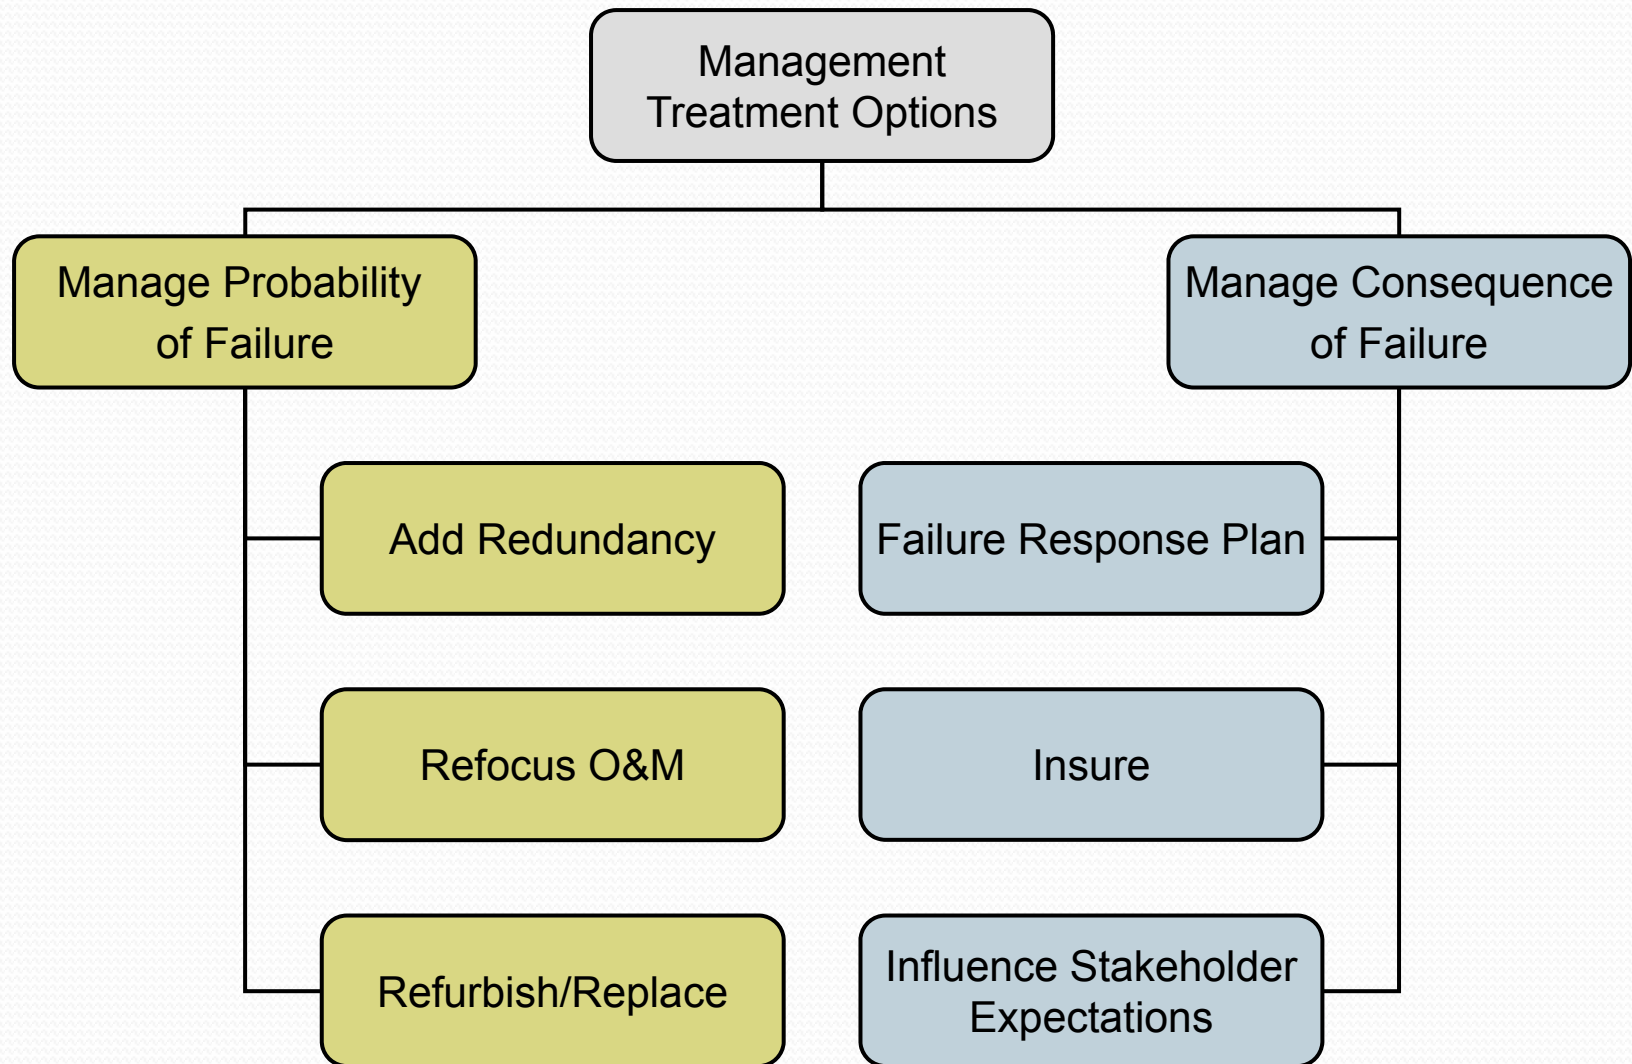 Management
Treatment Options
Manage Probability
of Failure
Manage Consequence
of Failure
Add Redundancy
Failure Response Plan
Refocus O&M
Insure
Refurbish/Replace
Influence Stakeholder
Expectations